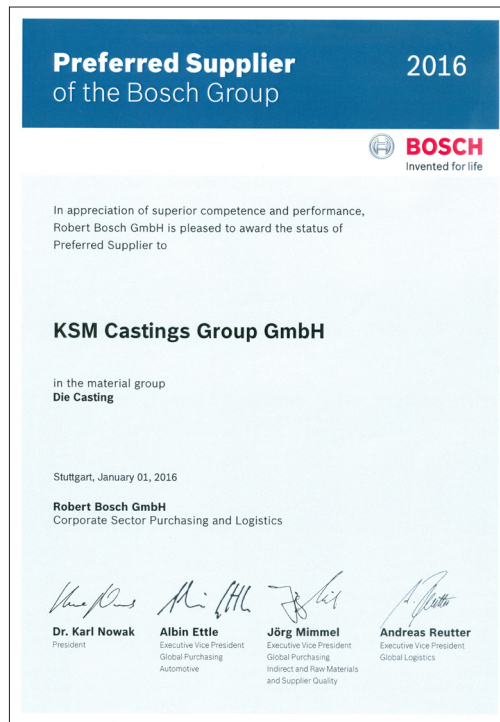 Preferred Supplier 2016
of the Bosch Group
BOSCH
Invented for life
In appreciation of superior competence and performance,
Robert Bosch GmbH is pleased to award the status of
Preferred Supplier to
KSM Castings Group GmbH
in the material group
Die Casting
Stuttgart, January 01, 2016
Robert Bosch GmbH
Corporate Sector Purchasing and Logistics
Dr. Karl Nowak
President
Albin Ettle
Executive Vice President
Global Purchasing
Automotive
Jörg Mimmel
Executive Vice President
Global Purchasing
Indirect and Raw Materials
and Supplier Quality
Andreas Reutter
Executive Vice President
Global Logistics